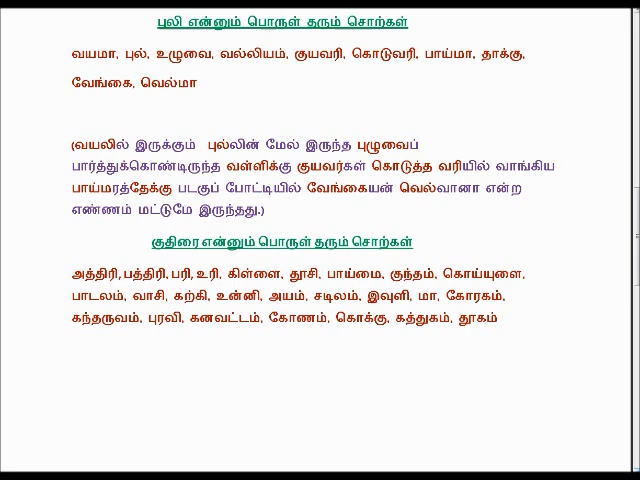 புலி என்னும் பொருள் தரும் சொற்கள்
வயமா, புல், உழுவை, வல்லியம், குயவரி, கொடுவரி, பாய்மா, தாக்கு,
வேங்கை, வெல்மா
(வயலில் இருக்கும் புல்லின் மேல் இருந்த புழுவைப்
பார்த்துக்கொண்டிருந்த வள்ளிக்கு குயவர்கள் கொடுத்த வரியில் வாங்கிய
பாய்மரத்தேக்கு படகுப் போட்டியில் வேங்கையன் வெல்வானா என்ற
எண்ணம் மட்டுமே இருந்தது.)
குதிரை என்னும் பொருள் தரும் சொற்கள்
அத்திரி, பத்திரி, பரி, உரி, கிள்ளை, தூசி, பாய்மை, குந்தம், கொய்யுளை,
பாடலம், வாசி, கற்கி, உன்னி, அயம், சடிலம், இவுளி, மா, கோரகம்,
கந்தருவம், புரவி, கனவட்டம், கோணம், கொக்கு, கத்துகம், தூகம்